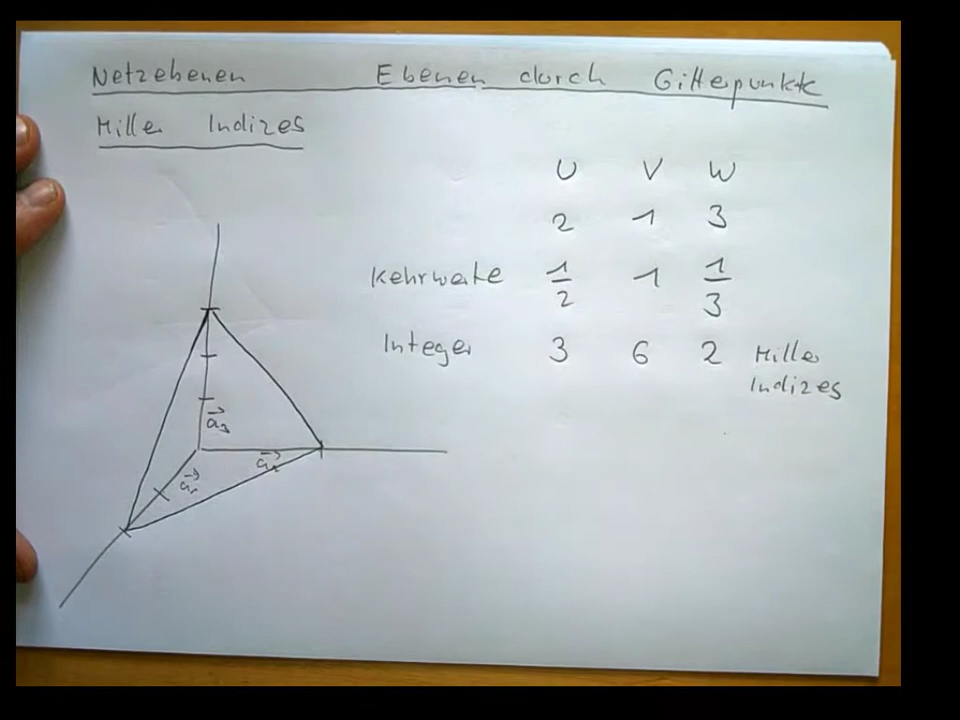 Netzebenen Ebenen durch Gitterpunkte
Miller Indizes
U V W
2 1 3
Kehrwerte 1/2 1 1/3
Integer 3 6 2 Miller
Indizes
a₃
a₂
a₁